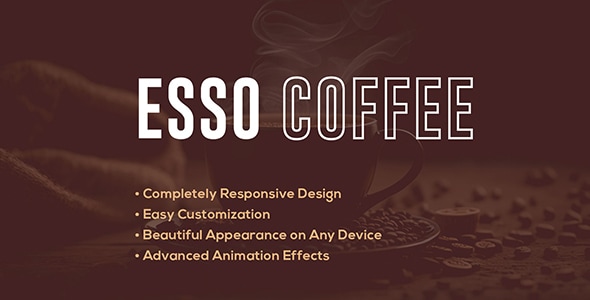 ESSO COFFEE
• Completely Responsive Design
• Easy Customization
• Beautiful Appearance on Any Device
• Advanced Animation Effects